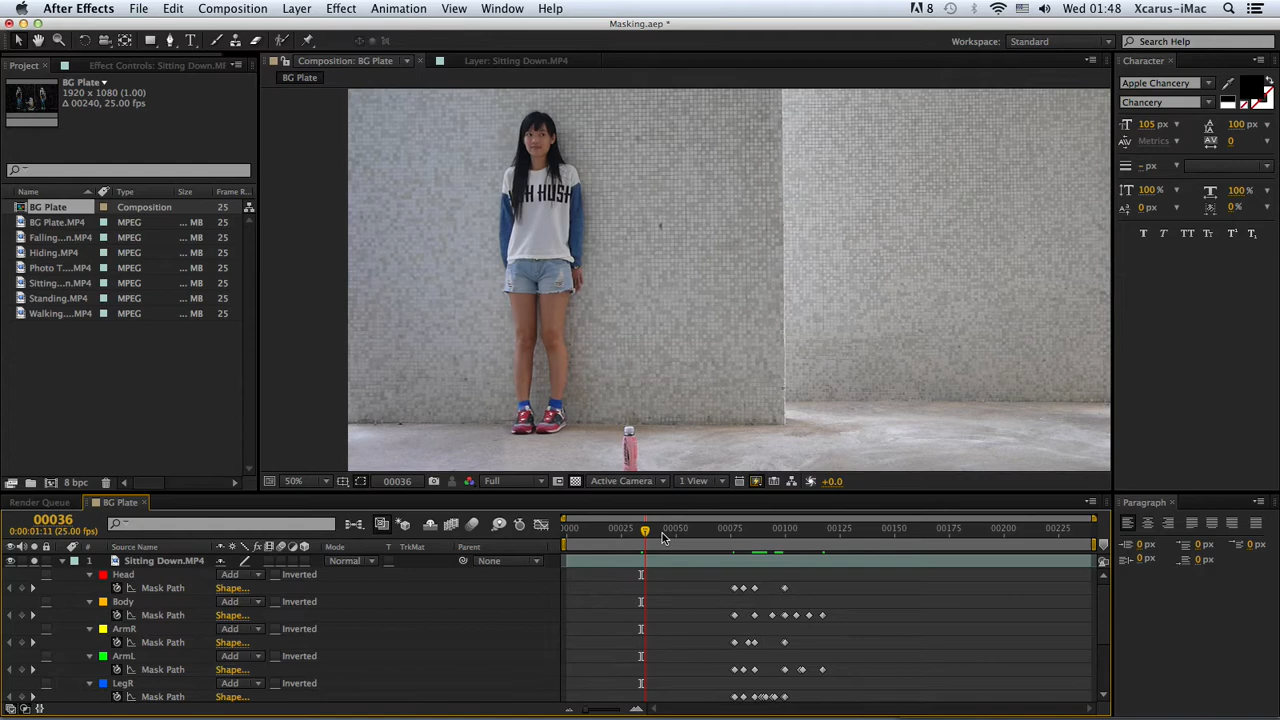 After Effects File Edit Composition Layer Effect Animation View Window Help 8 Wed 01:48 Xcarus-iMac
Masking.aep *
Workspace: Standard Search Help
Project Effect Controls: Sitting Down.MI Composition: BG Plate Layer: Sitting Down.MP4 Character
BG Plate
1920 x 1080 (1.00)
Δ 00240, 25.00 fps
BG Plate
Apple Chancery
Chancery
105 px 100 px
Metrics 0
- px
100% 100%
0 px 0 %
T T TT Tr T¹ T₁
Name Type Size Frame R...
BG Plate Composition 25
BG Plate.MP4 MPEG ... MB 25
Falling...n.MP4 MPEG ... MB 25
Hiding.MP4 MPEG ... MB 25
Photo T....MP4 MPEG ... MB 25
Sitting...n.MP4 MPEG ... MB 25
Standing.MP4 MPEG ... MB 25
Walking....MP4 MPEG ... MB 25
HUSH
8 bpc
50% 00036 Full Active Camera 1 View +0.0
Render Queue BG Plate Paragraph
00036
0:00:01:11 (25.00 fps)
0000 00025 00050 00075 00100 00125 00150 00175 00200 00225
# Source Name Mode T TrkMat Parent
1 Sitting Down.MP4 Normal None
Head Add Inverted
Mask Path Shape...
Body Add Inverted
Mask Path Shape...
ArmR Add Inverted
Mask Path Shape...
ArmL Add Inverted
Mask Path Shape...
LegR Add Inverted
Mask Path Shape...
0 px 0 px 0 px
0 px 0 px